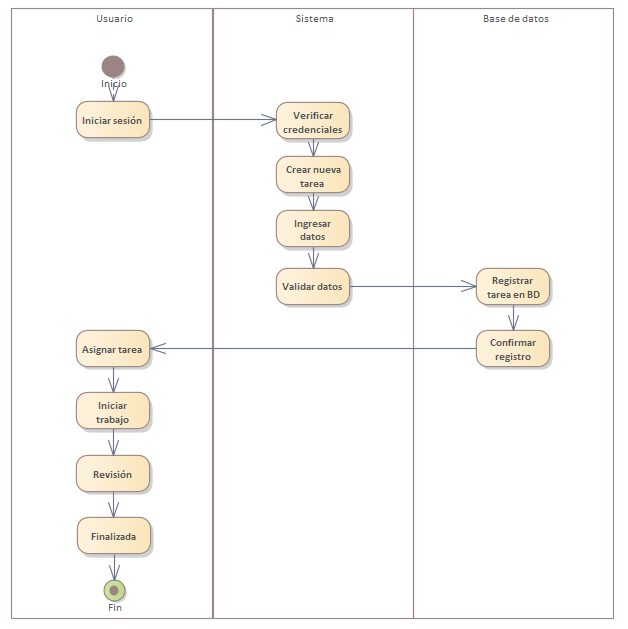 Usuario
Sistema
Base de datos
Inicio
Iniciar sesión
Verificar
credenciales
Crear nueva
tarea
Ingresar
datos
Validar datos
Registrar
tarea en BD
Confirmar
registro
Asignar tarea
Iniciar
trabajo
Revisión
Finalizada
Fin